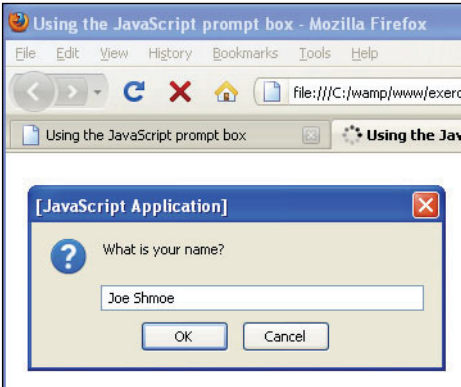 Using the JavaScript prompt box - Mozilla Firefox
File Edit View History Bookmarks Tools Help
file:///C:/wamp/www/exerc
Using the JavaScript prompt box Using the Jav
[JavaScript Application]
What is your name?
Joe Shmoe
OK Cancel